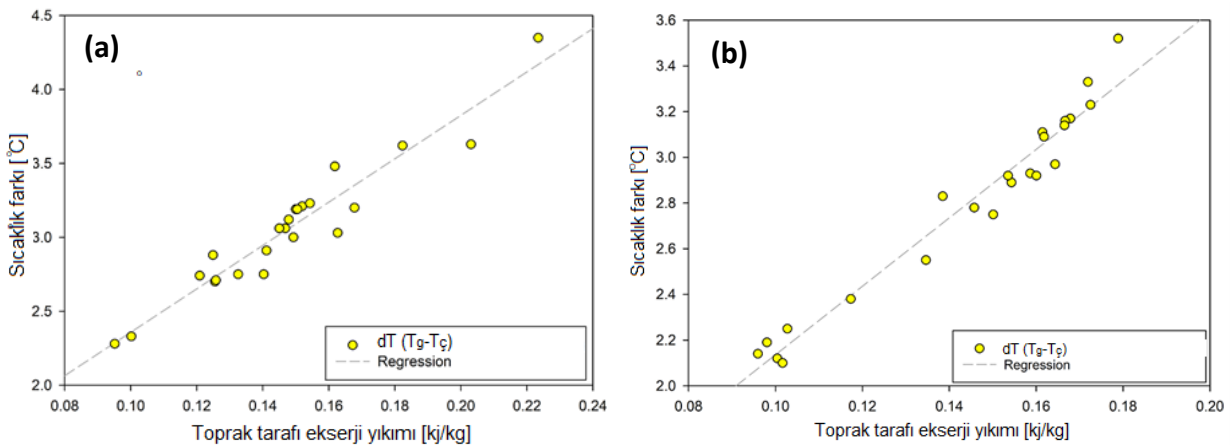 (a)
4.5
4.0
3.5
3.0
2.5
2.0
Sıcaklık farkı [°C]
dT (Tg-Tç)
Regression
0.08 0.10 0.12 0.14 0.16 0.18 0.20 0.22 0.24
Toprak tarafı ekserji yıkımı [kj/kg]
(b)
3.6
3.4
3.2
3.0
2.8
2.6
2.4
2.2
2.0
Sıcaklık farkı [°C]
dT (Tg-Tç)
Regression
0.08 0.10 0.12 0.14 0.16 0.18 0.20
Toprak tarafı ekserji yıkımı [kj/kg]